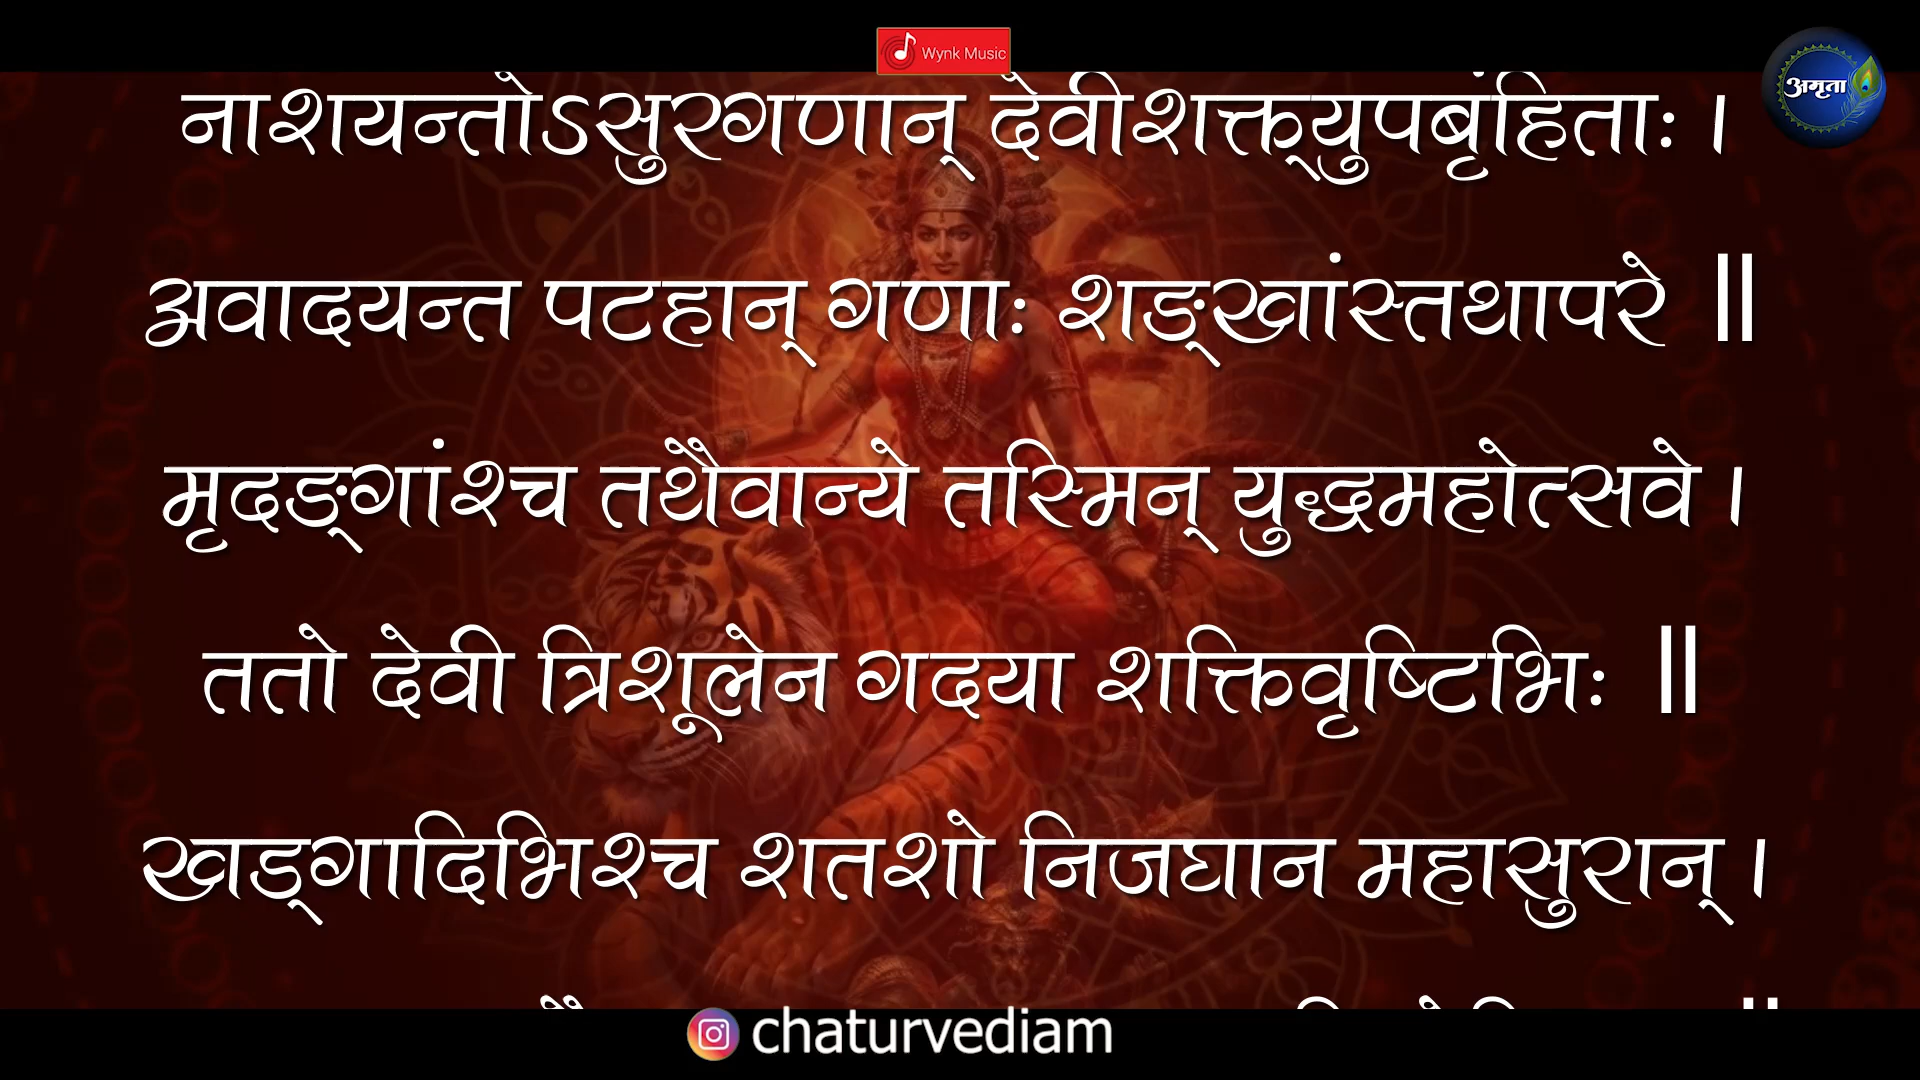 Wynk Music
अमृता
नाशयन्तोऽसुरगणान् देवीशक्त्युपबृंहिताः ।
अवादयन्त पटहान् गणाः शङ्खांस्तथापरे ॥
मृदङ्गांश्च तथैवान्ये तस्मिन् युद्धमहोत्सवे ।
ततो देवी त्रिशूलेन गदया शक्तिवृष्टिभिः ॥
खड्गादिभिश्च शतशो निजघान महासुरान् ।
chaturvediam